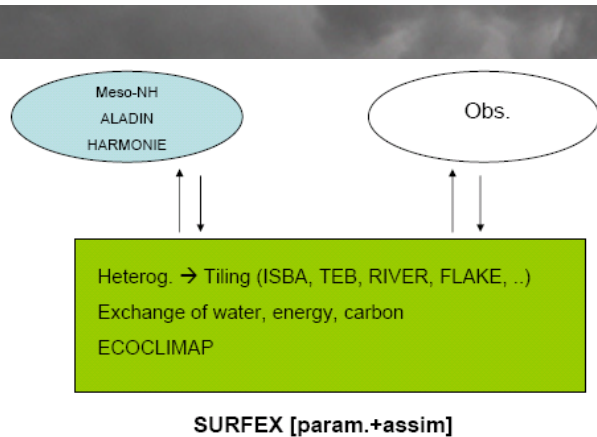 Meso-NH
ALADIN
HARMONIE
Obs.
Heterog. → Tiling (ISBA, TEB, RIVER, FLAKE, ..)
Exchange of water, energy, carbon
ECOCLIMAP
SURFEX [param.+assim]